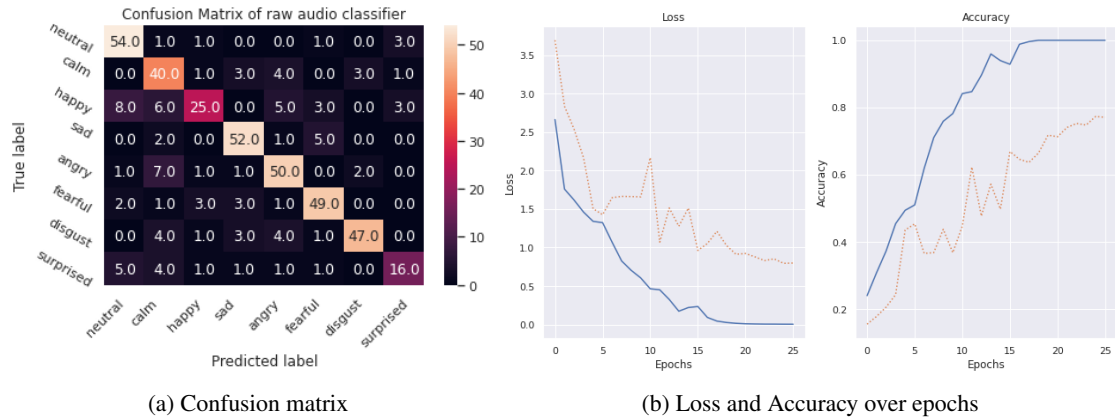 Confusion Matrix of raw audio classifier
True label
neutral 54.0 1.0 1.0 0.0 0.0 1.0 0.0 3.0
calm 0.0 40.0 1.0 3.0 4.0 0.0 3.0 1.0
happy 8.0 6.0 25.0 0.0 5.0 3.0 0.0 3.0
sad 0.0 2.0 0.0 52.0 1.0 5.0 0.0 0.0
angry 1.0 7.0 1.0 1.0 50.0 0.0 2.0 0.0
fearful 2.0 1.0 3.0 3.0 1.0 49.0 0.0 0.0
disgust 0.0 4.0 1.0 3.0 4.0 1.0 47.0 0.0
surprised 5.0 4.0 1.0 1.0 1.0 1.0 0.0 16.0
neutral calm happy sad angry fearful disgust surprised
Predicted label
50
40
30
20
10
0
Loss
Loss
3.5
3.0
2.5
2.0
1.5
1.0
0.5
0.0
0 5 10 15 20 25
Epochs
Accuracy
Accuracy
1.0
0.8
0.6
0.4
0.2
0 5 10 15 20 25
Epochs
(a) Confusion matrix
(b) Loss and Accuracy over epochs